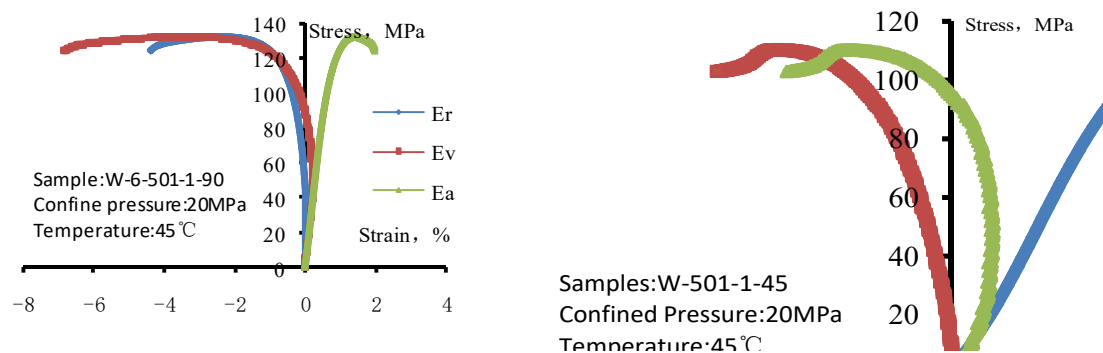 140
Stress，MPa
120
100
80
60
40
20
0
Er
Ev
Ea
Sample:W-6-501-1-90
Confine pressure:20MPa
Temperature:45℃
Strain，%
-8 -6 -4 -2 0 2 4
120
Stress，MPa
100
80
60
40
20
Samples:W-501-1-45
Confined Pressure:20MPa
Temperature:45℃